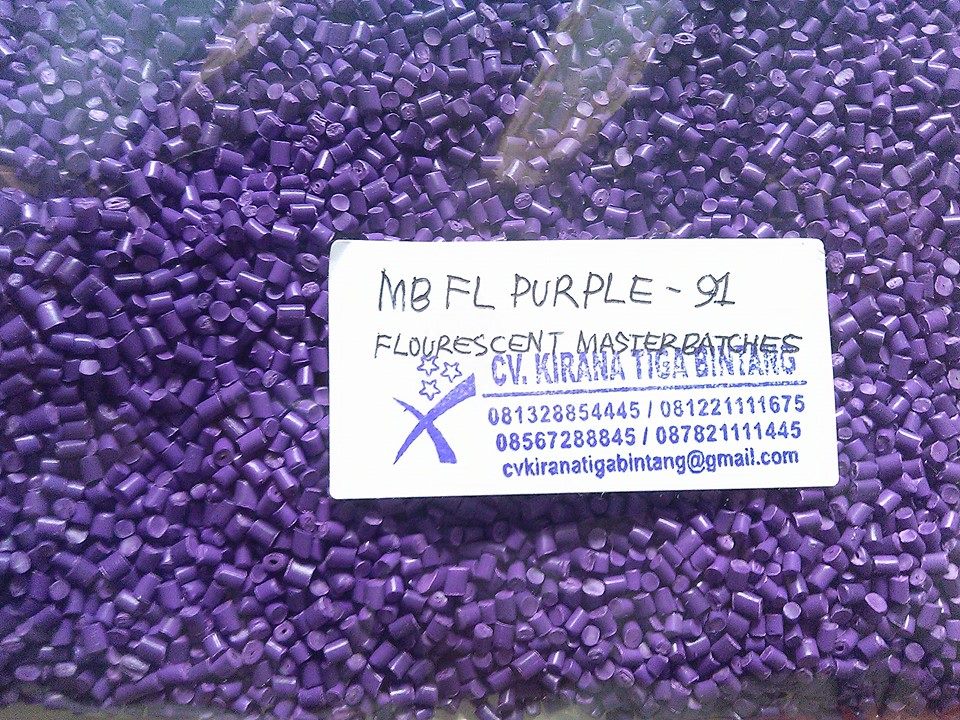 MB FL PURPLE - 91
FLOURESCENT MASTERBATCHES
CV. KIRANA TIGA BINTANG
081328854445 / 081221111675
08567288845 / 087821111445
cvkiranatigabintang@gmail.com